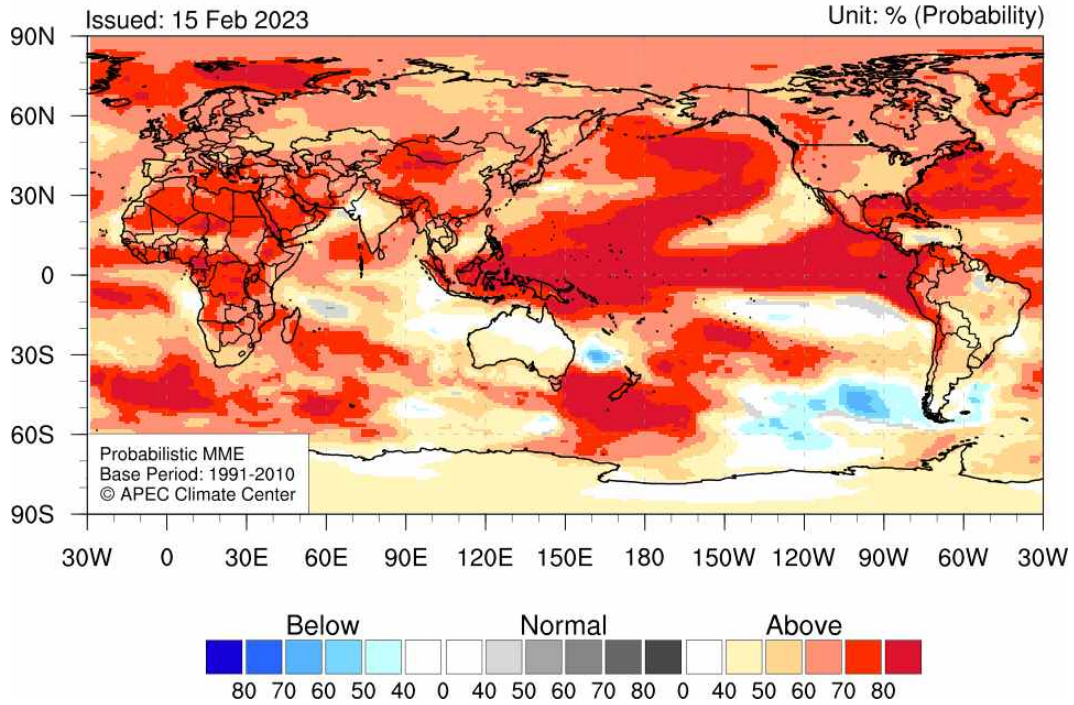 Issued: 15 Feb 2023
Unit: % (Probability)
90N
60N
30N
0
30S
60S
90S
Probabilistic MME
Base Period: 1991-2010
© APEC Climate Center
30W 0 30E 60E 90E 120E 150E 180 150W 120W 90W 60W 30W
Below Normal Above
80 70 60 50 40 0 40 50 60 70 80 0 40 50 60 70 80